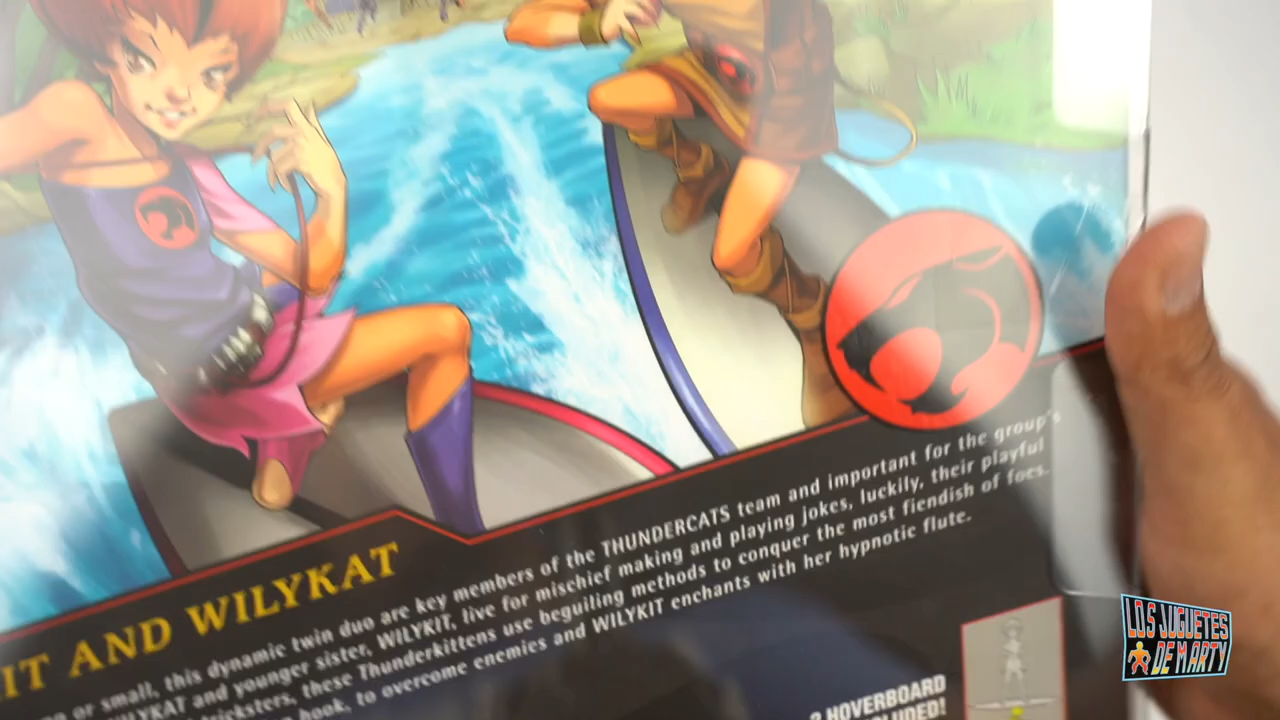 IT AND WILYKAT
or small, this dynamic twin duo are key members of the THUNDERCATS team and important for the group's
WILYKAT and younger sister, WILYKIT, live for mischief making and playing jokes, luckily, their playful
tricksters, these Thunderkittens use beguiling methods to conquer the most fiendish of foes.
hook, to overcome enemies and WILYKIT enchants with her hypnotic flute.
2 HOVERBOARD
INCLUDED!
LOS JUGUETES
DE MARTY